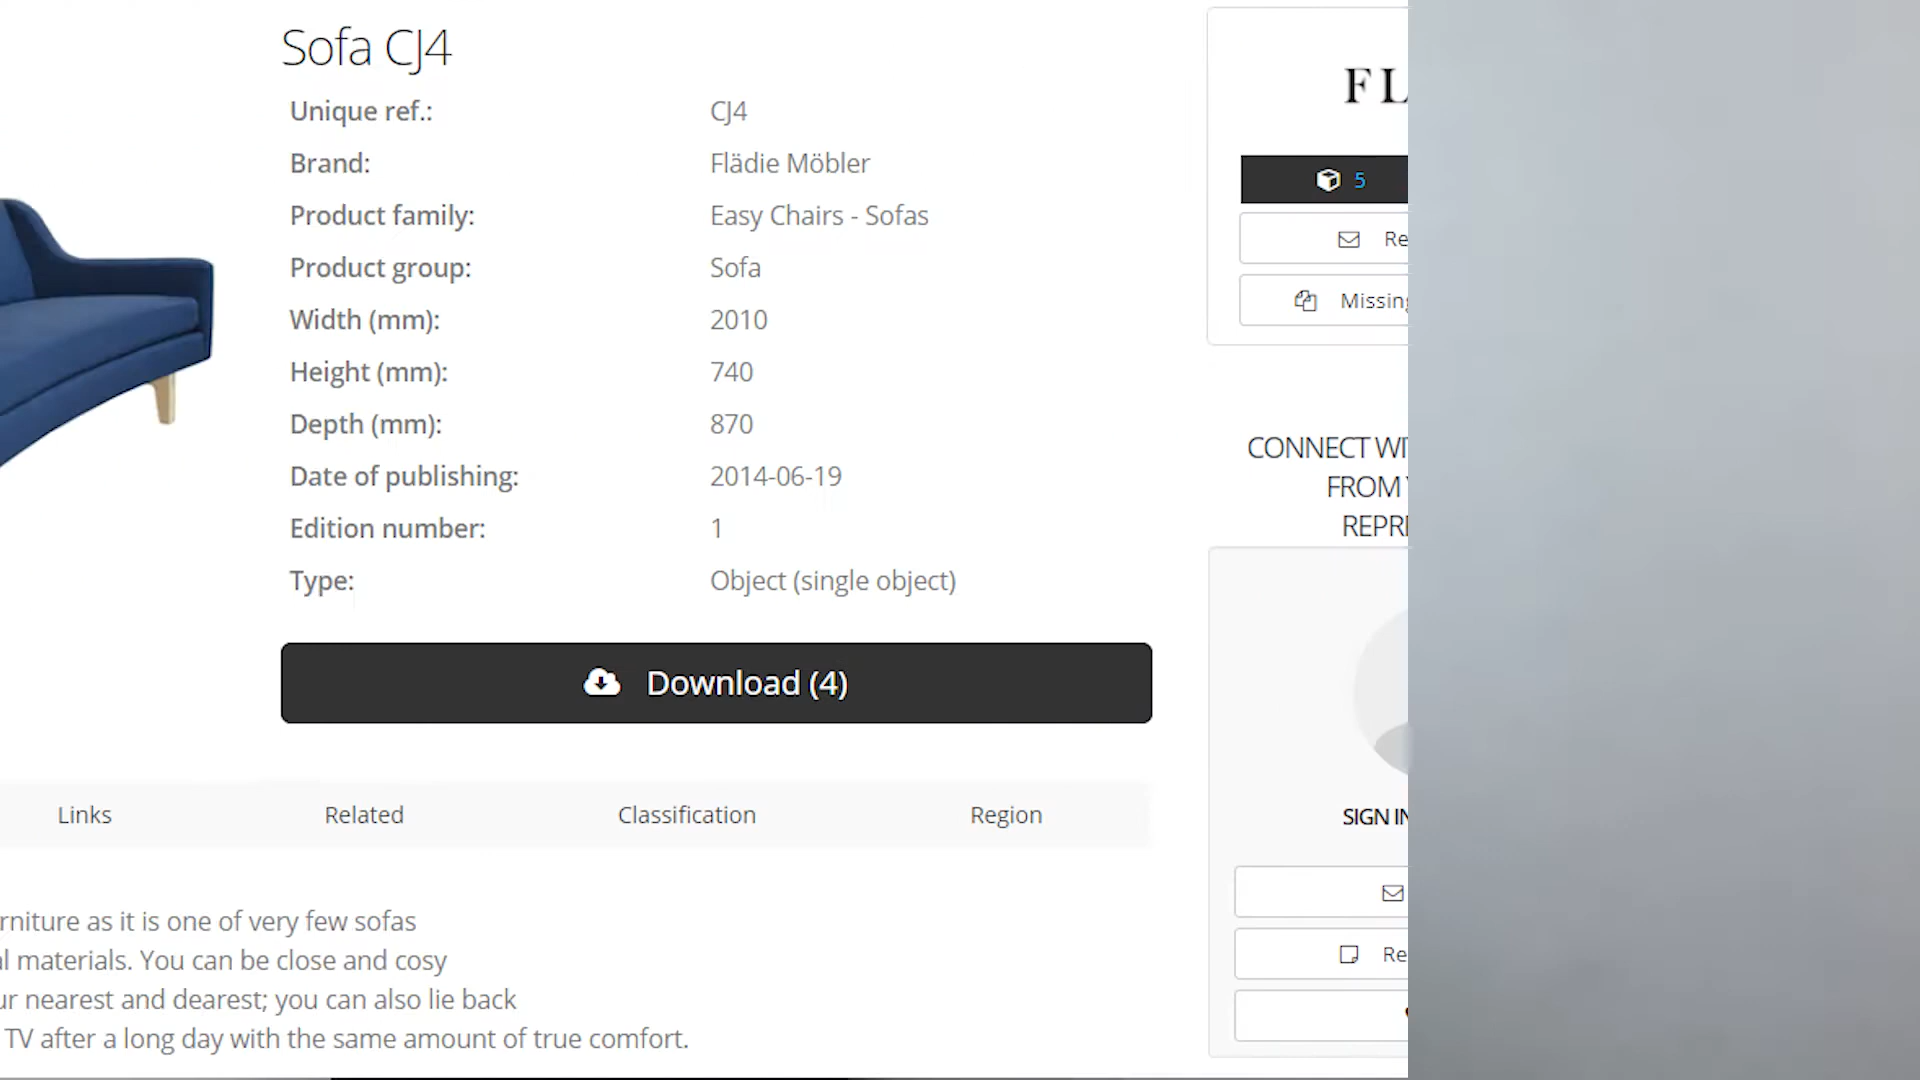 Sofa CJ4
Unique ref.: CJ4
Brand: Flädie Möbler
Product family: Easy Chairs - Sofas
Product group: Sofa
Width (mm): 2010
Height (mm): 740
Depth (mm): 870
Date of publishing: 2014-06-19
Edition number: 1
Type: Object (single object)
Download (4)
Links Related Classification Region
as it is one of very few sofas
materials. You can be close and cosy
nearest and dearest; you can also lie back
TV after a long day with the same amount of true comfort.
FL
5
Re
Missing
CONNECT WI
FROM
REPR
SIGN IN
Re